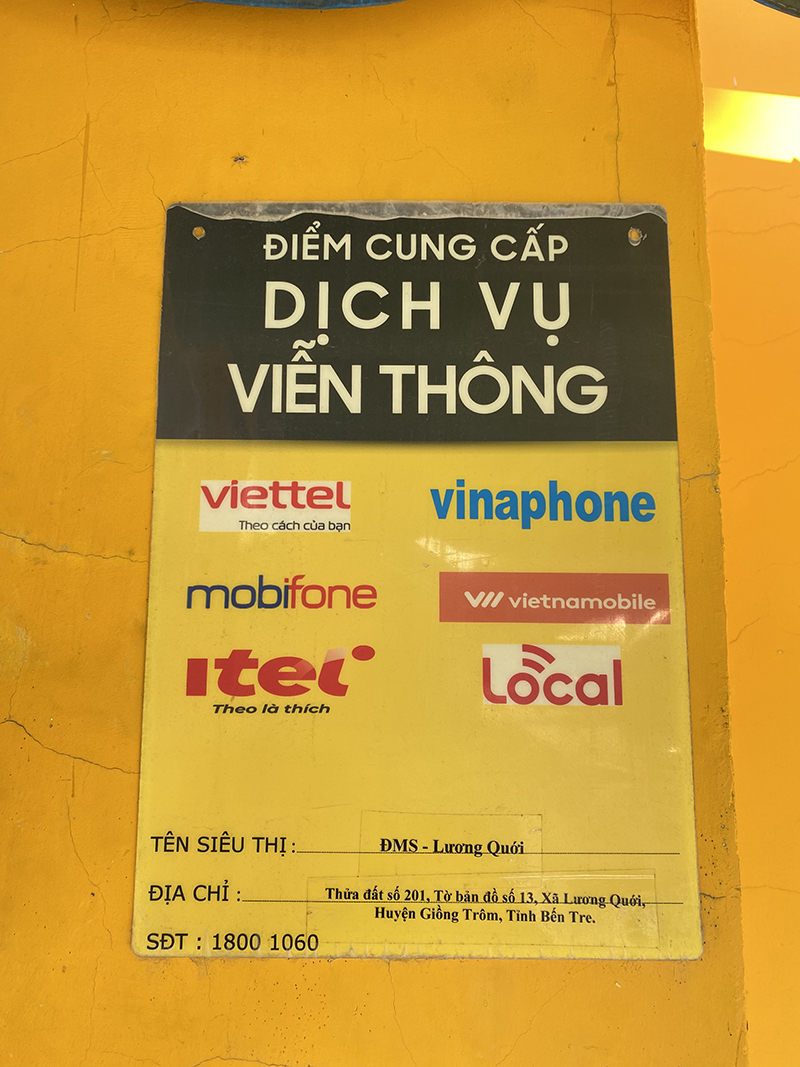 ĐIỂM CUNG CẤP
DỊCH VỤ
VIỄN THÔNG
viettel
Theo cách của bạn
vinaphone
mobifone
vietnamobile
itel
Theo là thích
Local
TÊN SIÊU THỊ : ĐMS - Lương Quới
ĐỊA CHỈ : Thửa đất số 201, Tờ bản đồ số 13, Xã Lương Quới,
Huyện Giồng Trôm, Tỉnh Bến Tre.
SĐT : 1800 1060